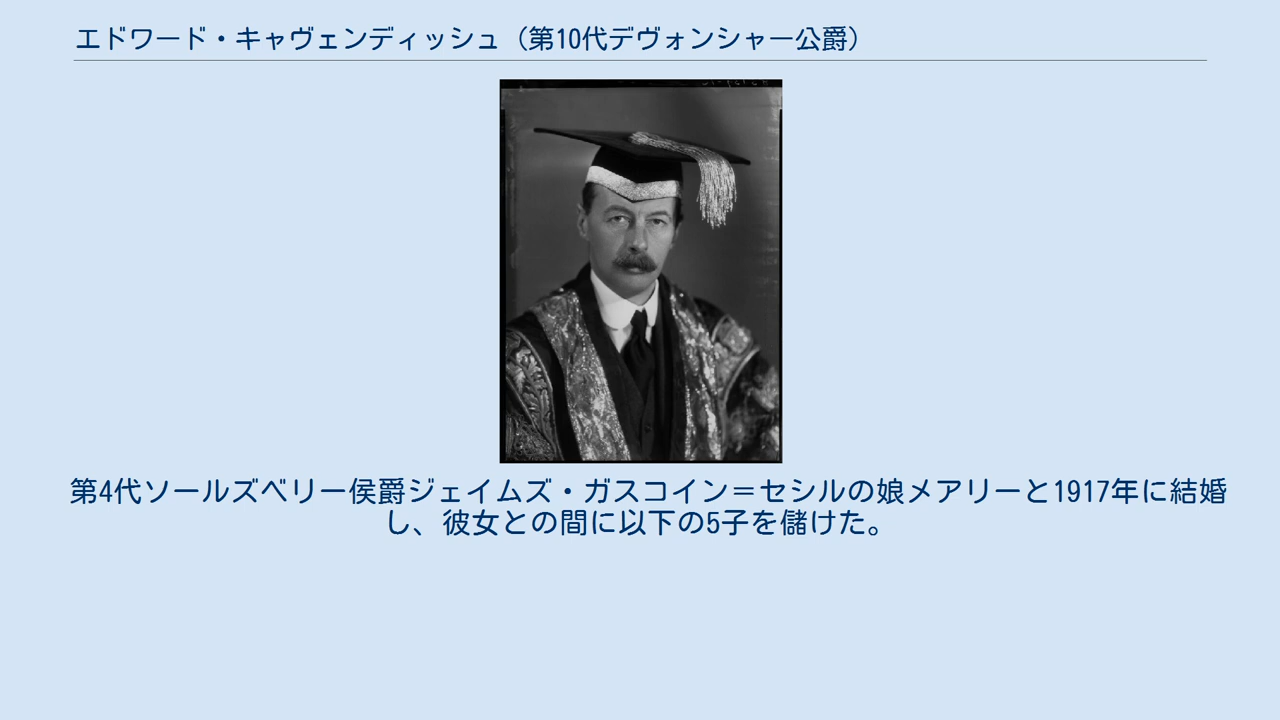 エドワード・キャヴェンディッシュ（第10代デヴォンシャー公爵）
第4代ソールズベリー侯爵ジェイムズ・ガスコイン＝セシルの娘メアリーと1917年に結婚
し、彼女との間に以下の5子を儲けた。